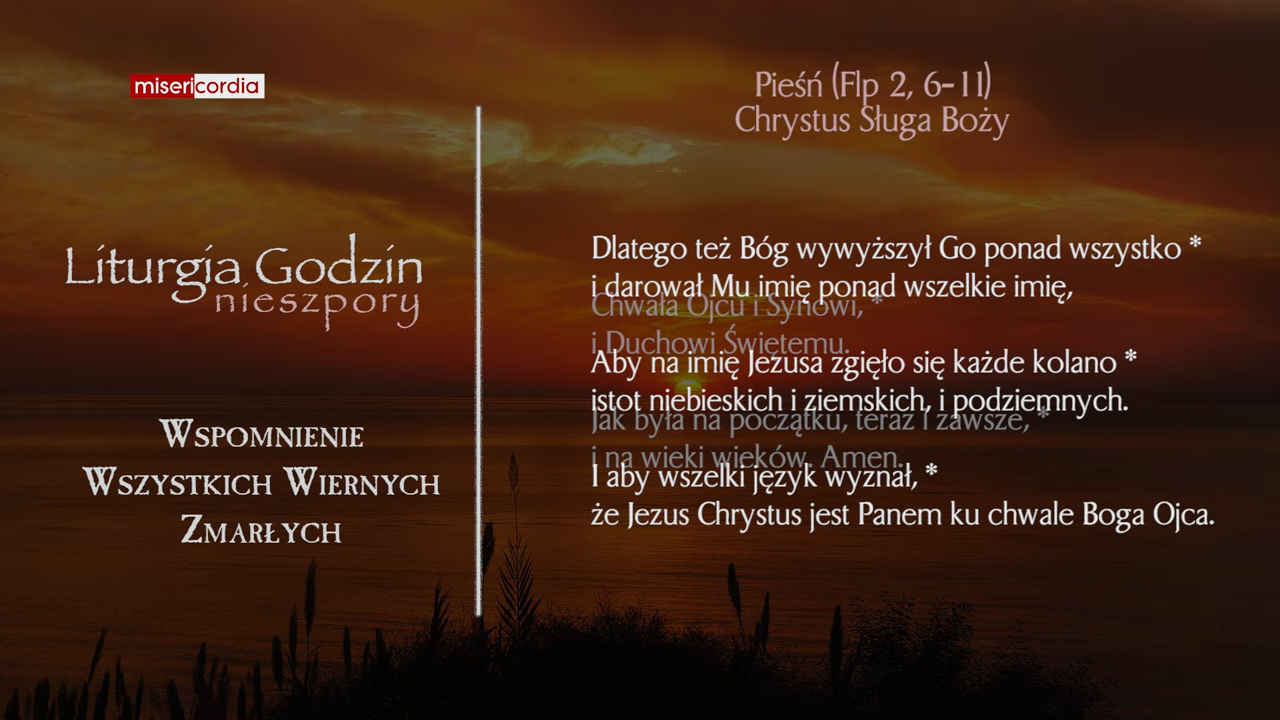 misericordia
Pieśń (Flp 2, 6-11)
Chrystus Sługa Boży
Liturgia Godzin
nieszpory
Wspomnienie
Wszystkich Wiernych
Zmarłych
Dlatego też Bóg wywyższył Go ponad wszystko *
i darował Mu imię ponad wszelkie imię,
Chwała Ojcu i Synowi, *
i Duchowi Świętemu.
Aby na imię Jezusa zgięło się każde kolano *
istot niebieskich i ziemskich, i podziemnych.
Jak była na początku, teraz i zawsze, *
i na wieki wieków. Amen.
I aby wszelki język wyznał, *
że Jezus Chrystus jest Panem ku chwale Boga Ojca.